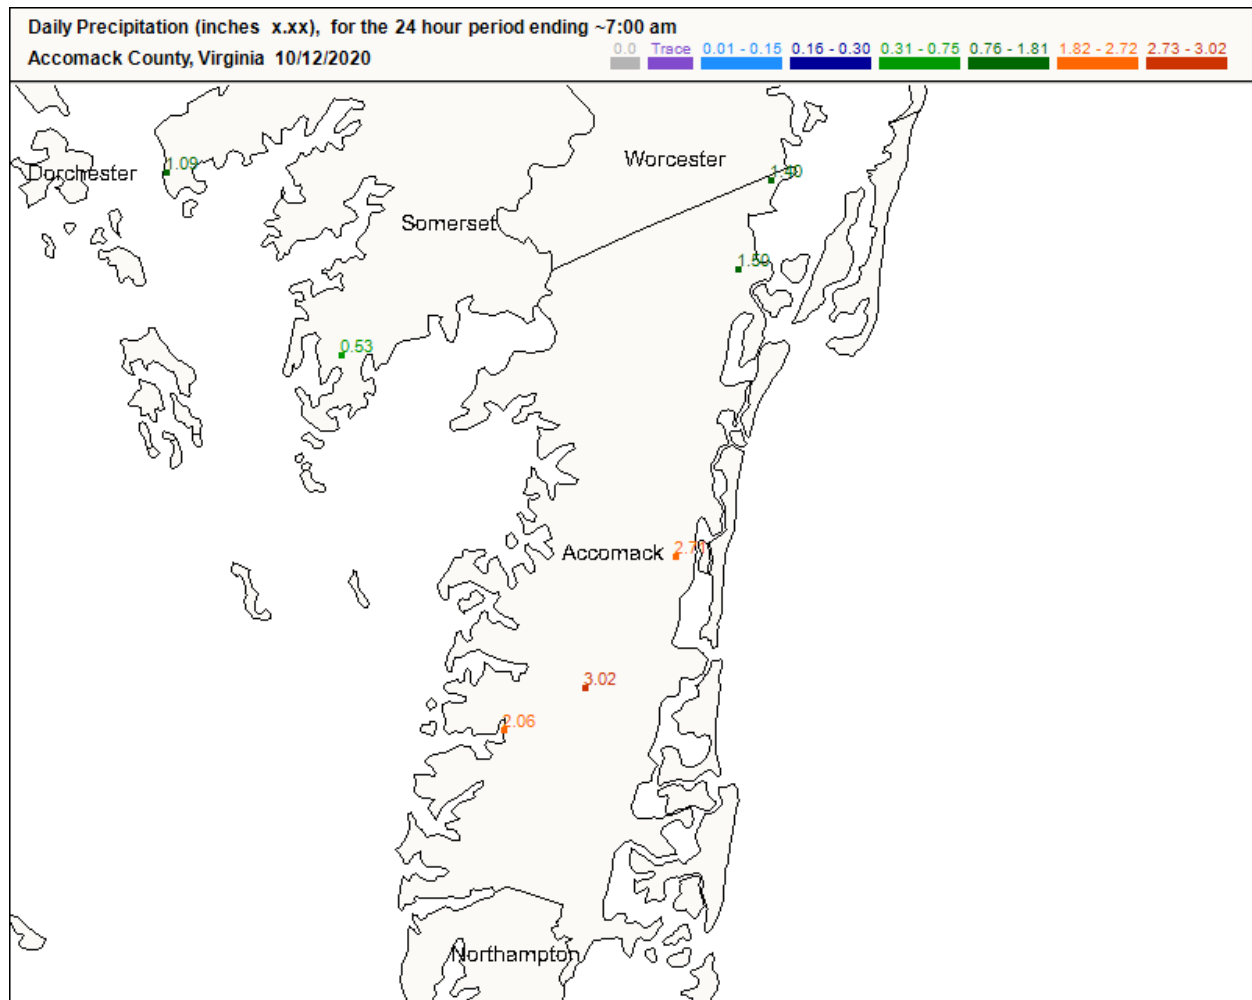 Daily Precipitation (inches x.xx), for the 24 hour period ending ~7:00 am
Accomack County, Virginia 10/12/2020
0.0 Trace 0.01 - 0.15 0.16 - 0.30 0.31 - 0.75 0.76 - 1.81 1.82 - 2.72 2.73 - 3.02
Worcester
Dorchester
1.09
1.40
Somerset
1.59
0.53
Accomack
2.71
3.02
2.06
Northampton